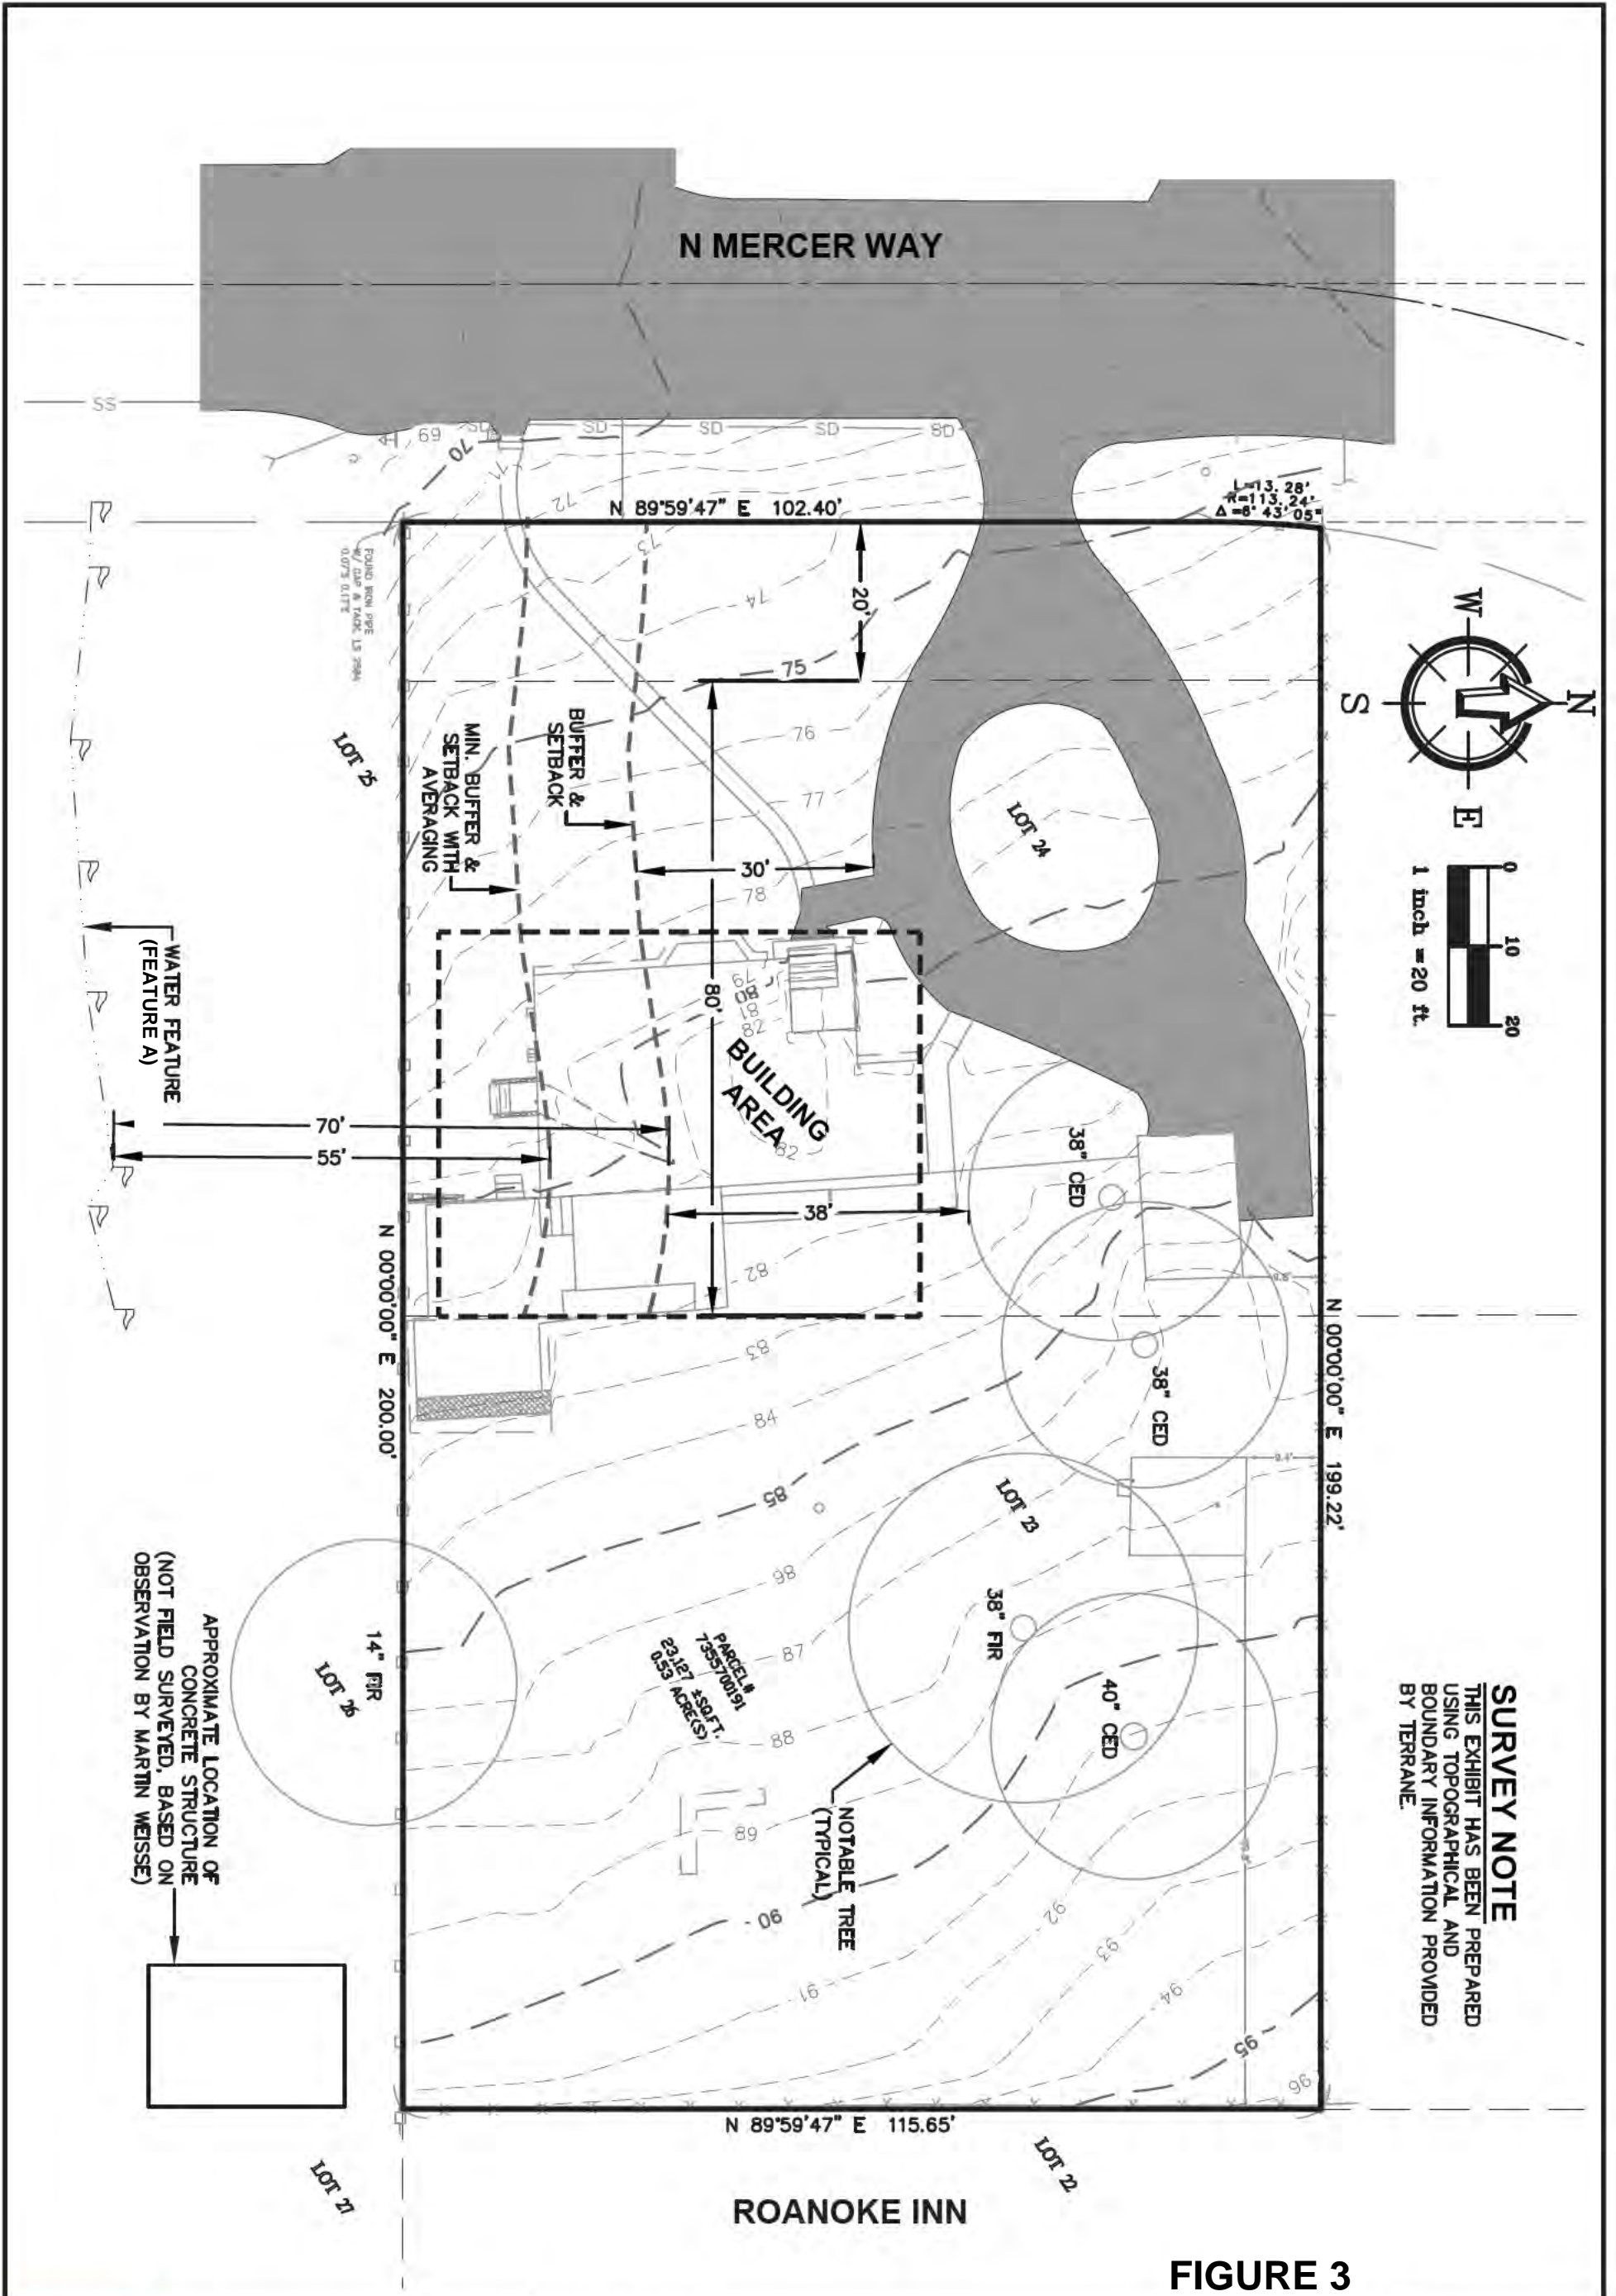 N MERCER WAY
SS
SD
SD
SD
SD
SD
69
70
71
72
73
74
75
76
77
78
N 89°59'47" E 102.40'
L=13.28'
R=113.24'
Δ=6°43'05"
20'
FOUND IRON PIPE
W/ CAP & TACK, LS
LOT 25
BUFFER &
SETBACK
MIN. BUFFER &
SETBACK WITH
AVERAGING
30'
80'
LOT 24
W
N
S
E
0
10
20
1 inch = 20 ft.
WATER FEATURE
(FEATURE A)
79
80
81
82
BUILDING
AREA
82
70'
55'
38'
38" CED
38" CED
N 00°00'00" E 200.00'
N 00°00'00" E 199.22'
82
83
84
85
86
87
88
89
90
91
92
93
94
95
96
LOT 23
38" FIR
40" CED
14" FIR
LOT 26
PARCEL#
7355700191
23,127 ±SQ.FT.
0.53 ACRE(S)
NOTABLE TREE
(TYPICAL)
SURVEY NOTE
THIS EXHIBIT HAS BEEN PREPARED
USING TOPOGRAPHICAL AND
BOUNDARY INFORMATION PROVIDED
BY TERRANE.
APPROXIMATE LOCATION OF
CONCRETE STRUCTURE
(NOT FIELD SURVEYED, BASED ON
OBSERVATION BY MARTIN WEISSE)
N 89°59'47" E 115.65'
LOT 27
LOT 22
ROANOKE INN
FIGURE 3